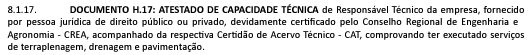 8.1.17. DOCUMENTO H.17: ATESTADO DE CAPACIDADE TÉCNICA de Responsável Técnico da empresa, fornecido
por pessoa jurídica de direito público ou privado, devidamente certificado pelo Conselho Regional de Engenharia e
Agronomia - CREA, acompanhado da respectiva Certidão de Acervo Técnico - CAT, comprovando ter executado serviços
de terraplenagem, drenagem e pavimentação.